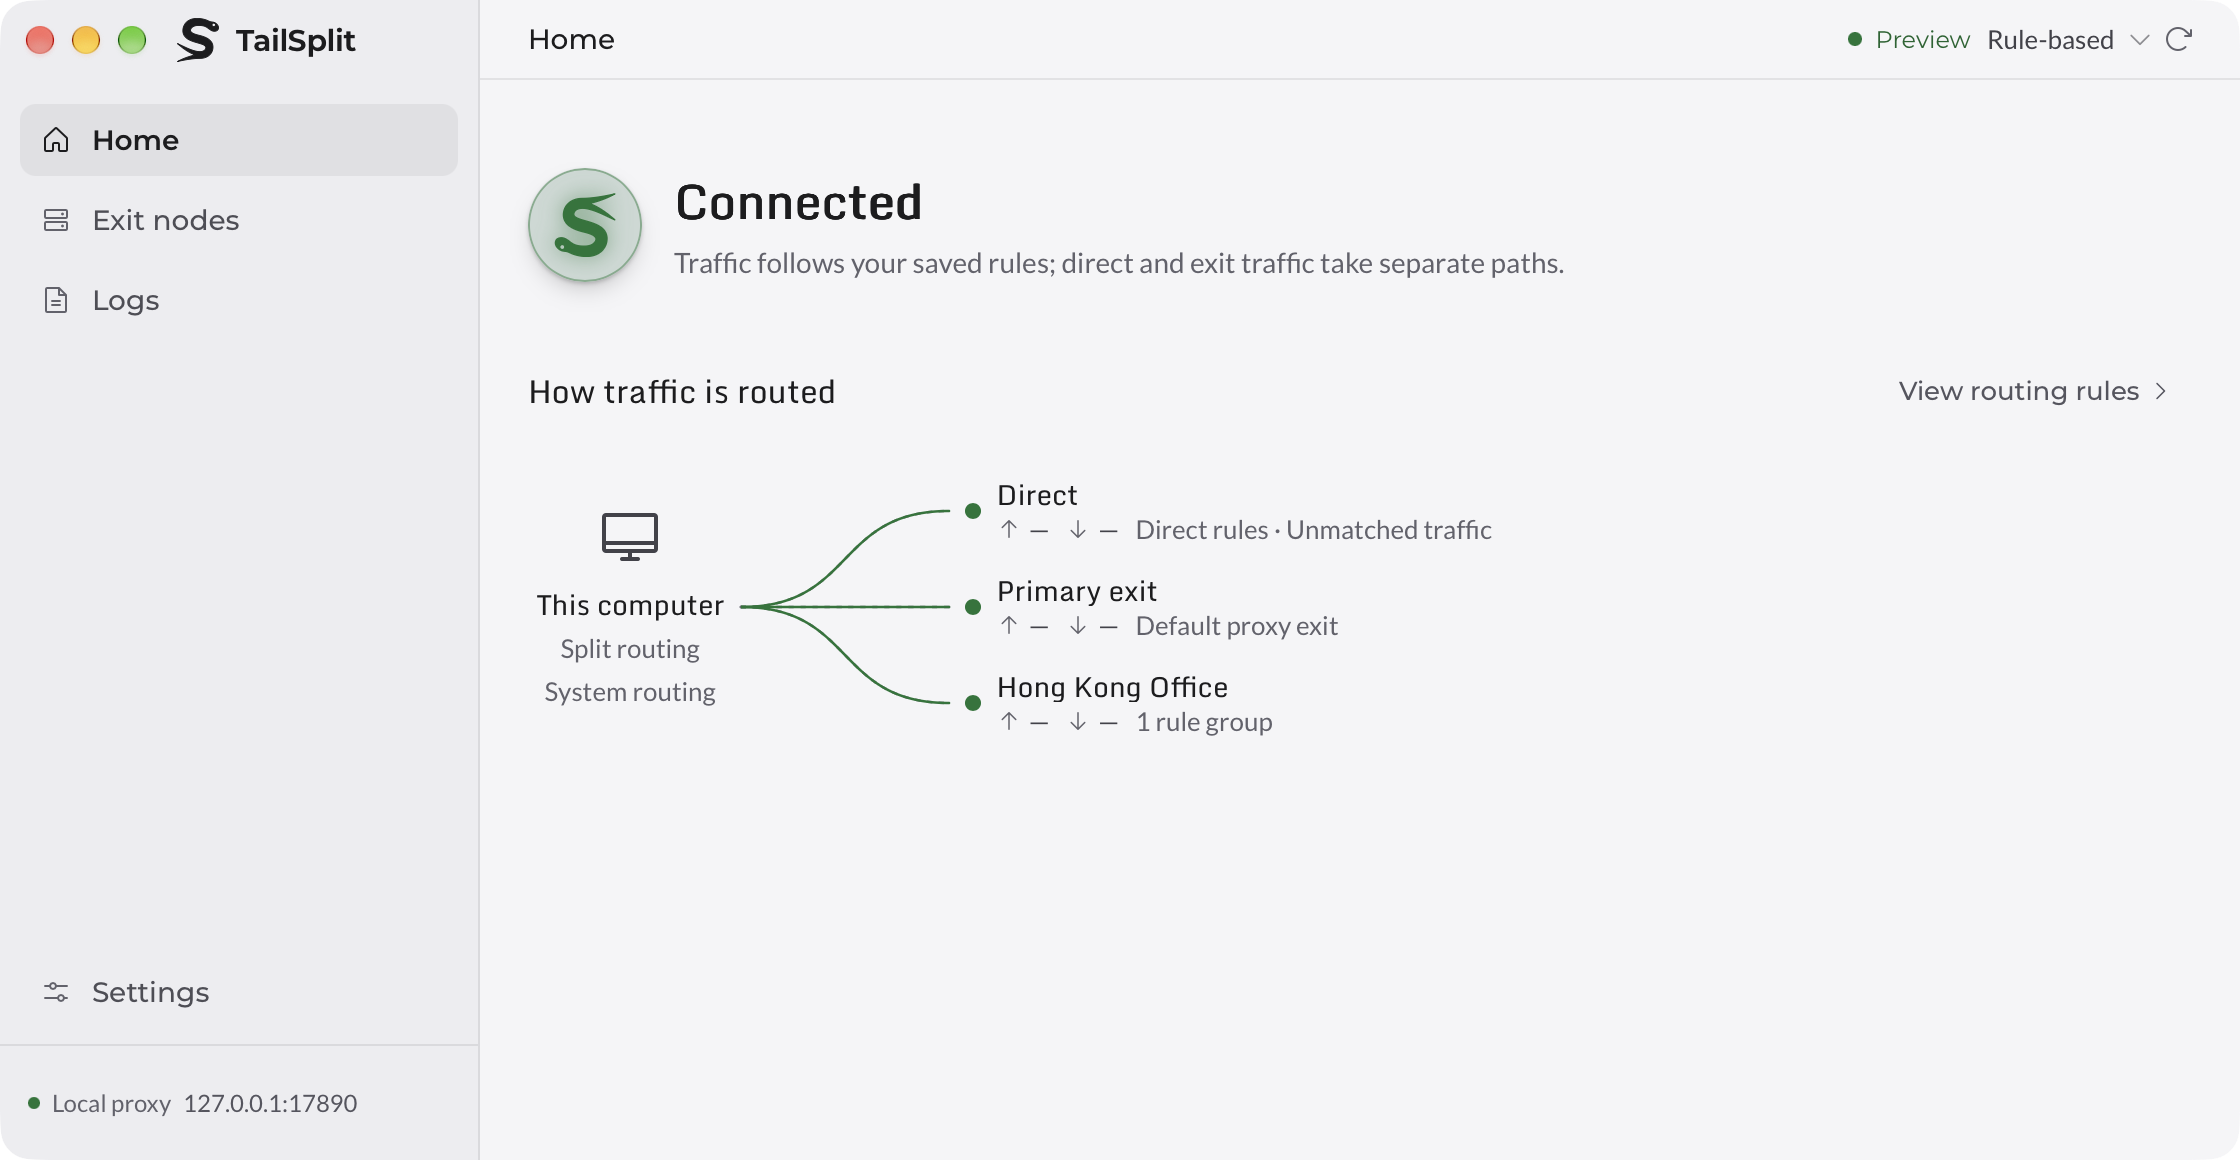 TailSplit
Home
Exit nodes
Logs
Settings
Local proxy 127.0.0.1:17890
Home
Preview Rule-based
Connected
Traffic follows your saved rules; direct and exit traffic take separate paths.
How traffic is routed
View routing rules
This computer
Split routing
System routing
Direct
↑ — ↓ — Direct rules · Unmatched traffic
Primary exit
↑ — ↓ — Default proxy exit
Hong Kong Office
↑ — ↓ — 1 rule group